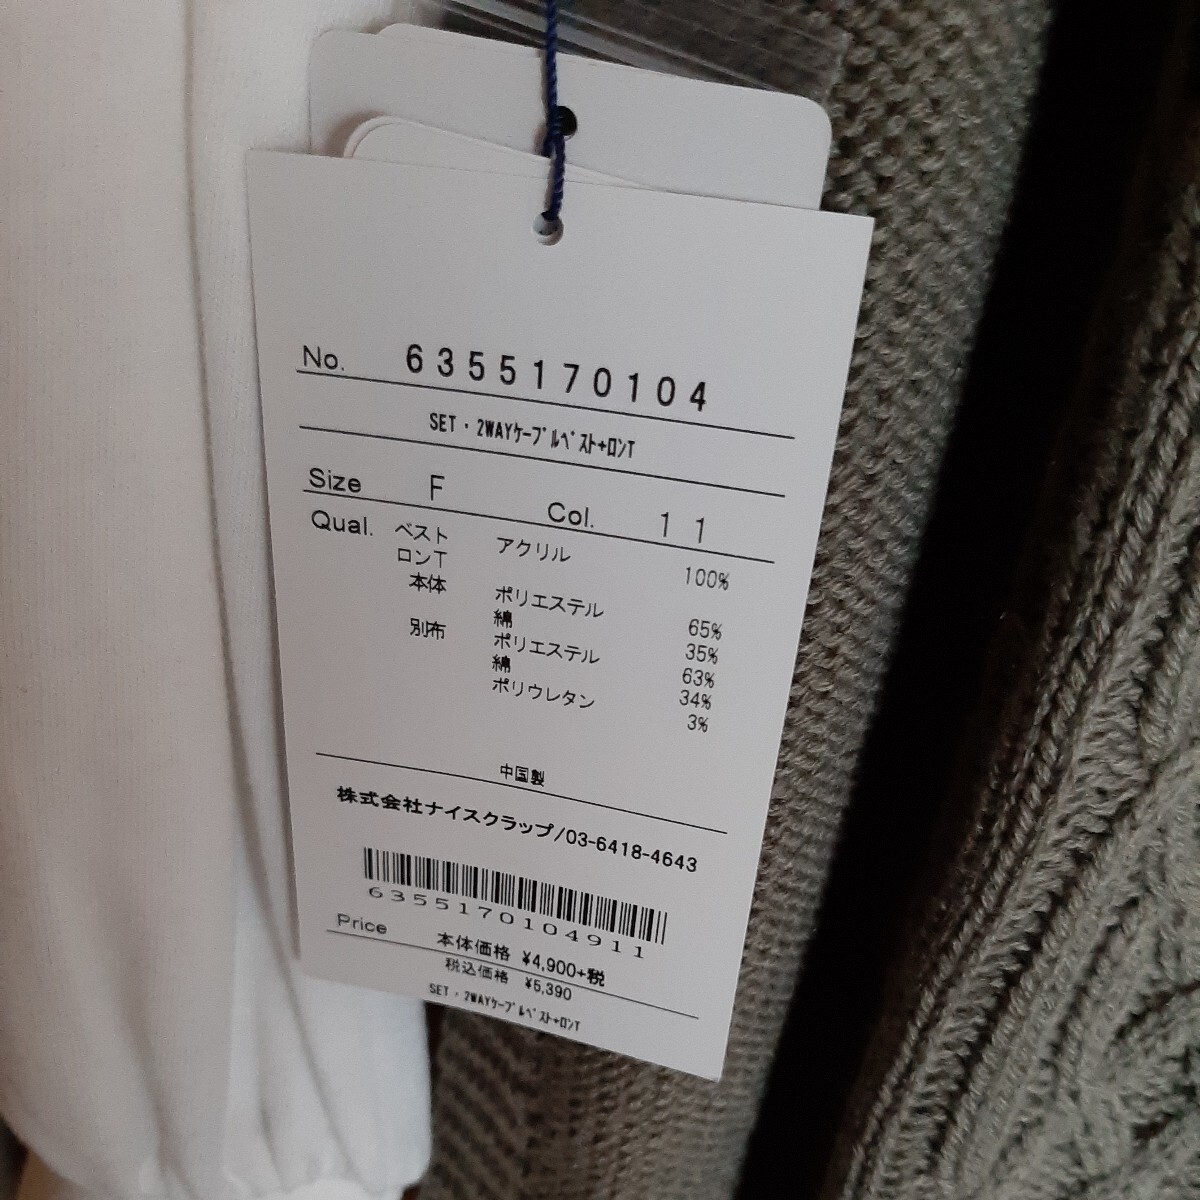 No. 6355170104
SET・2WAYｹｰﾌﾞﾙﾍﾞｽﾄ+ﾛﾝT
Size F Col. 11
Qual. ベスト アクリル 100%
ロンT
本体 ポリエステル 65%
綿 35%
別布 ポリエステル 63%
綿 34%
ポリウレタン 3%
中国製
株式会社ナイスクラップ/03-6418-4643
6355170104911
Price 本体価格 ¥4,900+税
税込価格 ¥5,390
SET・2WAYｹｰﾌﾞﾙﾍﾞｽﾄ+ﾛﾝT